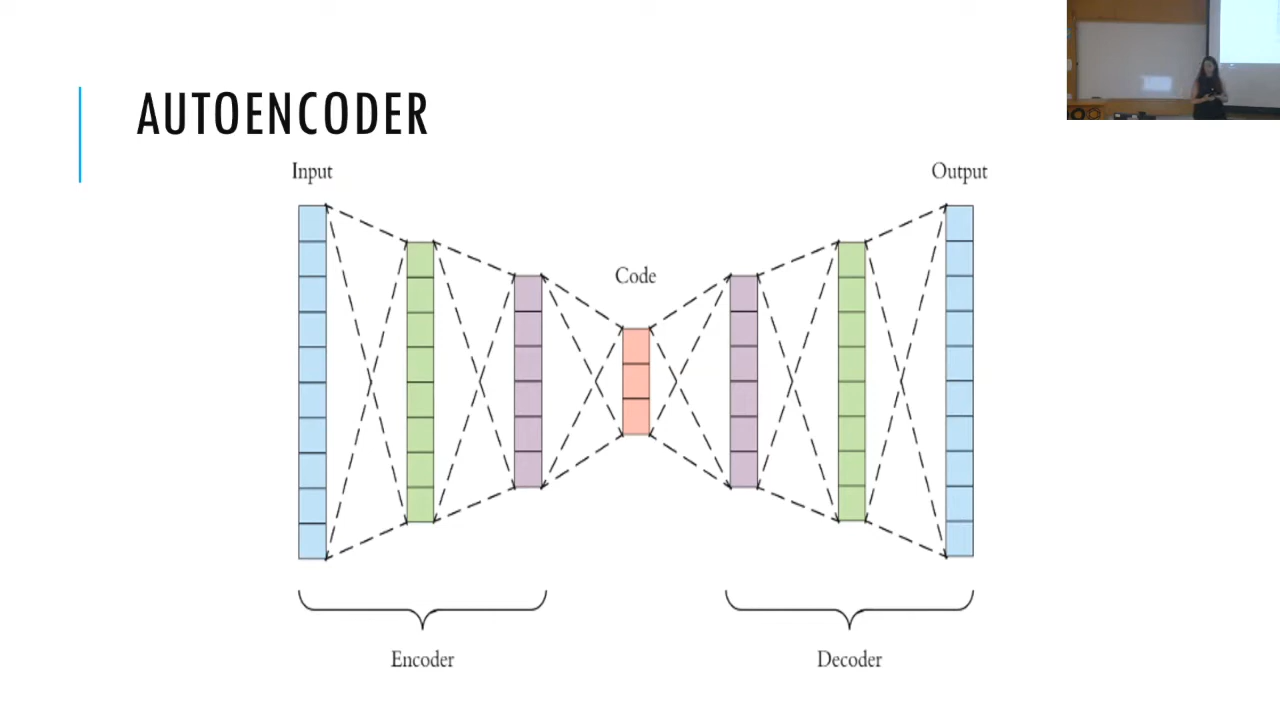 AUTOENCODER
Input
Output
Code
Encoder
Decoder